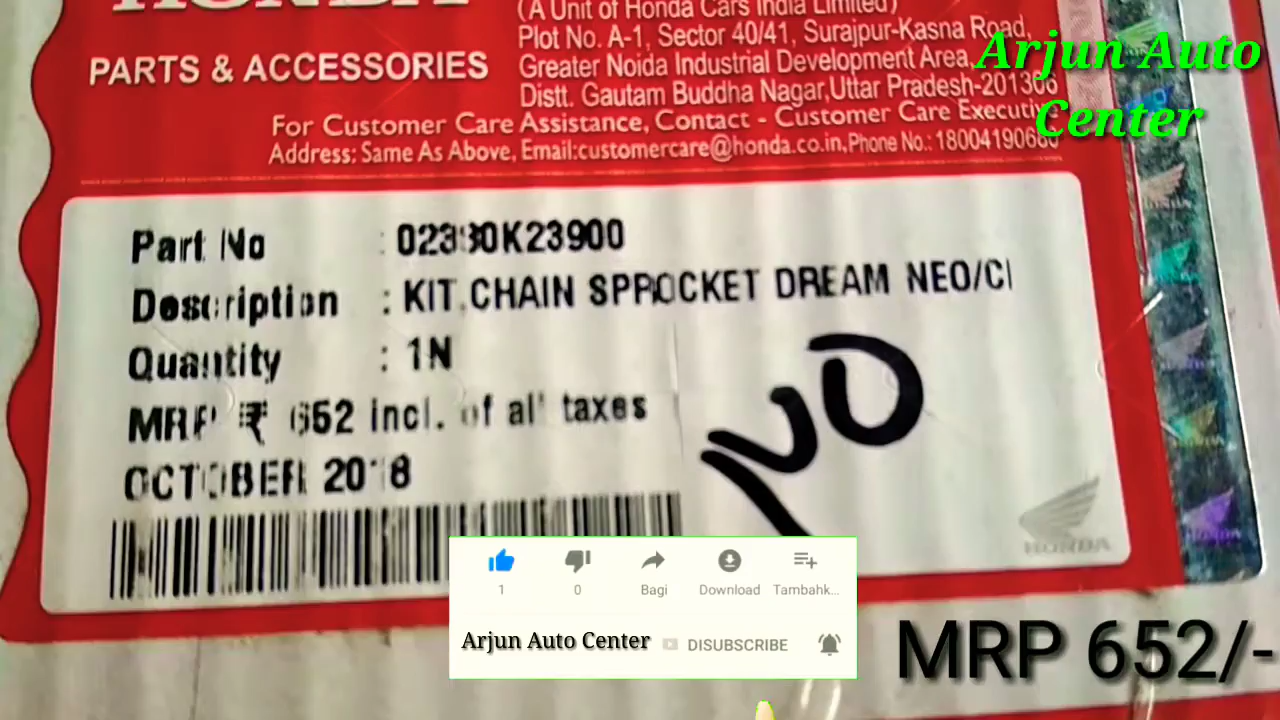 HONDA
(A Unit of Honda Cars India Limited)
Plot No. A-1, Sector 40/41, Surajpur-Kasna Road,
PARTS & ACCESSORIES
Greater Noida Industrial Development Area,
Distt. Gautam Buddha Nagar,Uttar Pradesh-201306
Arjun Auto
Center
For Customer Care Assistance, Contact - Customer Care Executive
Address: Same As Above, Email:customercare@honda.co.in,Phone No.:
Part No : 02380K23900
Description : KIT,CHAIN SPROCKET DREAM NEO/CI
Quantity : 1N
MRP ₹ 652 incl. of all taxes
OCTOBER 2018
HONDA
1
0
Bagi
Download
Tambahk...
Arjun Auto Center
DISUBSCRIBE
MRP 652/-